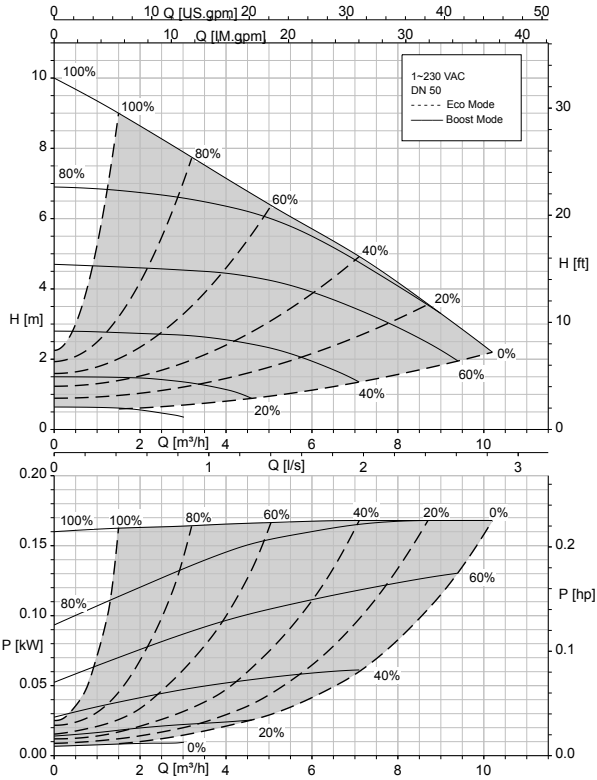 0 10 Q [US.gpm] 20 30 40 50
0 10 Q [IM.gpm] 20 30 40
10 100%
1~230 VAC
DN 50
Eco Mode
Boost Mode
100% 30
8 80%
80%
6 60% 20
40% H [ft]
4 20%
H [m] 10
2 0%
60%
40%
20%
0 0
0 2 Q [m³/h] 4 6 8 10
0 1 Q [l/s] 2 3
0.20
100% 100% 80% 60% 40% 20% 0%
0.15 0.2
60%
80% P [hp]
0.10
P [kW] 0.1
40%
0.05
20%
0%
0.00 0.0
0 2 Q [m³/h] 4 6 8 10